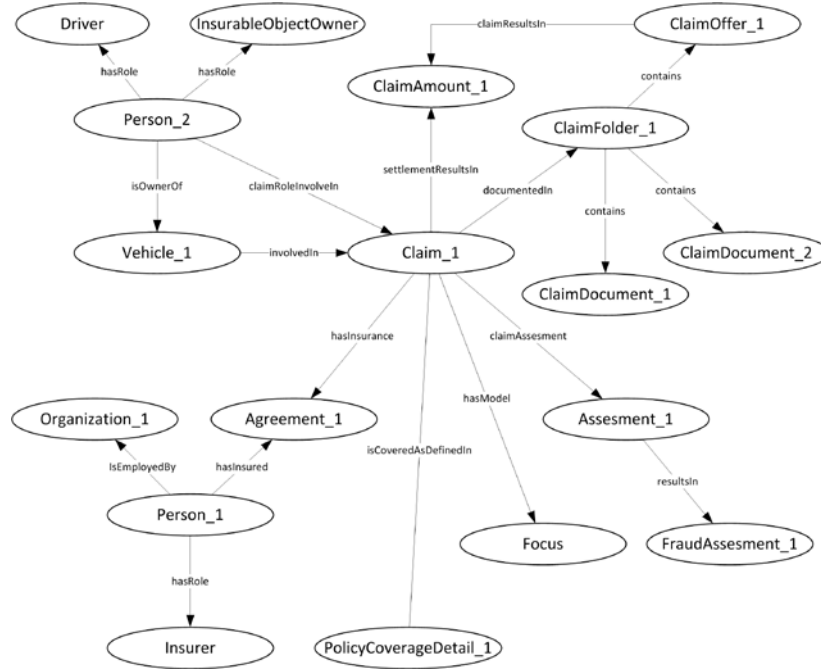 Driver
InsurableObjectOwner
claimResultsIn
ClaimOffer_1
hasRole
hasRole
ClaimAmount_1
contains
Person_2
ClaimFolder_1
isOwnerOf
claimRoleInvolveIn
settlementResultsIn
documentedIn
contains
contains
Vehicle_1
involvedIn
Claim_1
ClaimDocument_2
ClaimDocument_1
hasInsurance
claimAssesment
hasModel
Organization_1
Agreement_1
Assesment_1
isCoveredAsDefinedIn
IsEmployedBy
hasInsured
resultsIn
Person_1
Focus
FraudAssesment_1
hasRole
Insurer
PolicyCoverageDetail_1